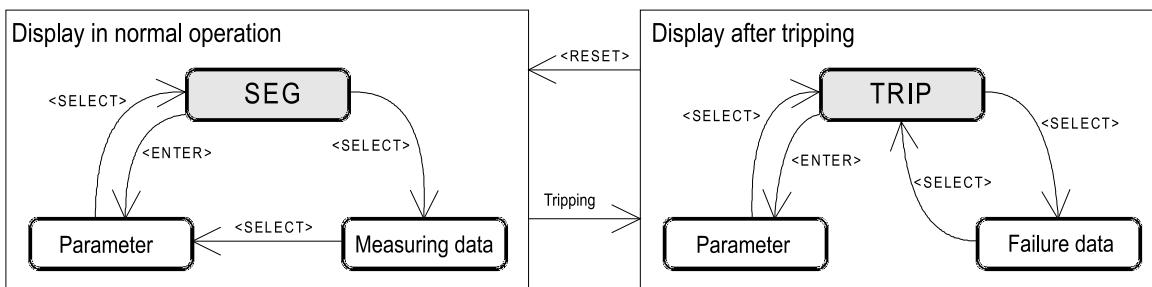 Display in normal operation
SEG
<SELECT>
<ENTER>
<SELECT>
Parameter
<SELECT>
Measuring data
<RESET>
Tripping
Display after tripping
TRIP
<SELECT>
<ENTER>
<SELECT>
<SELECT>
Parameter
Failure data